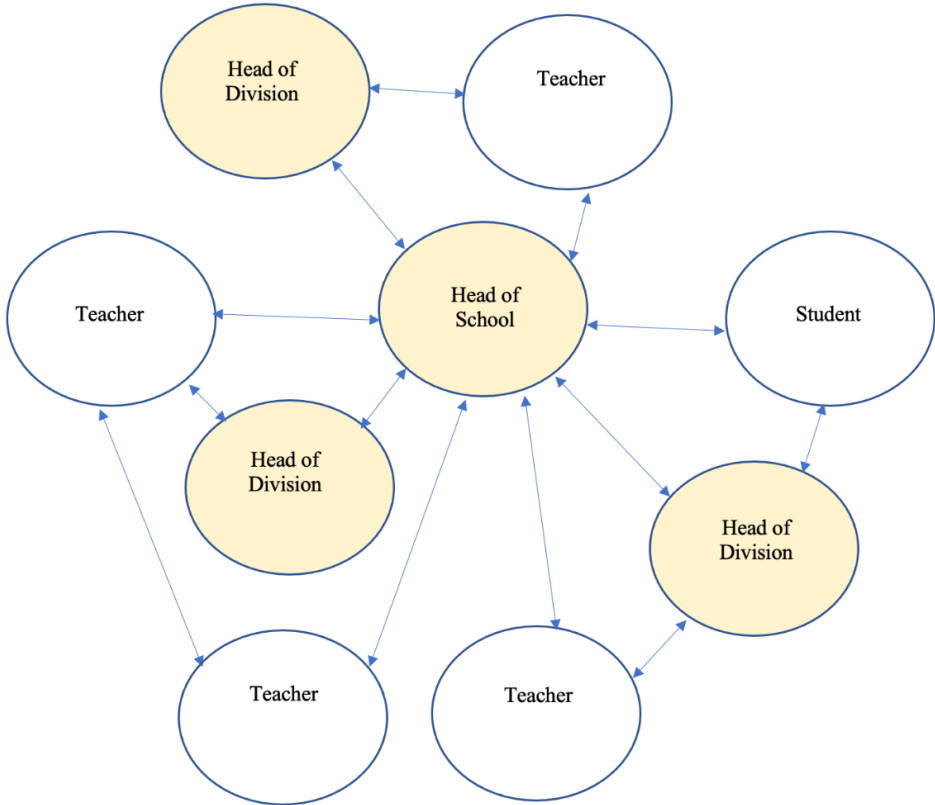 Head of
Division
Teacher
Head of
School
Teacher
Student
Head of
Division
Head of
Division
Teacher
Teacher